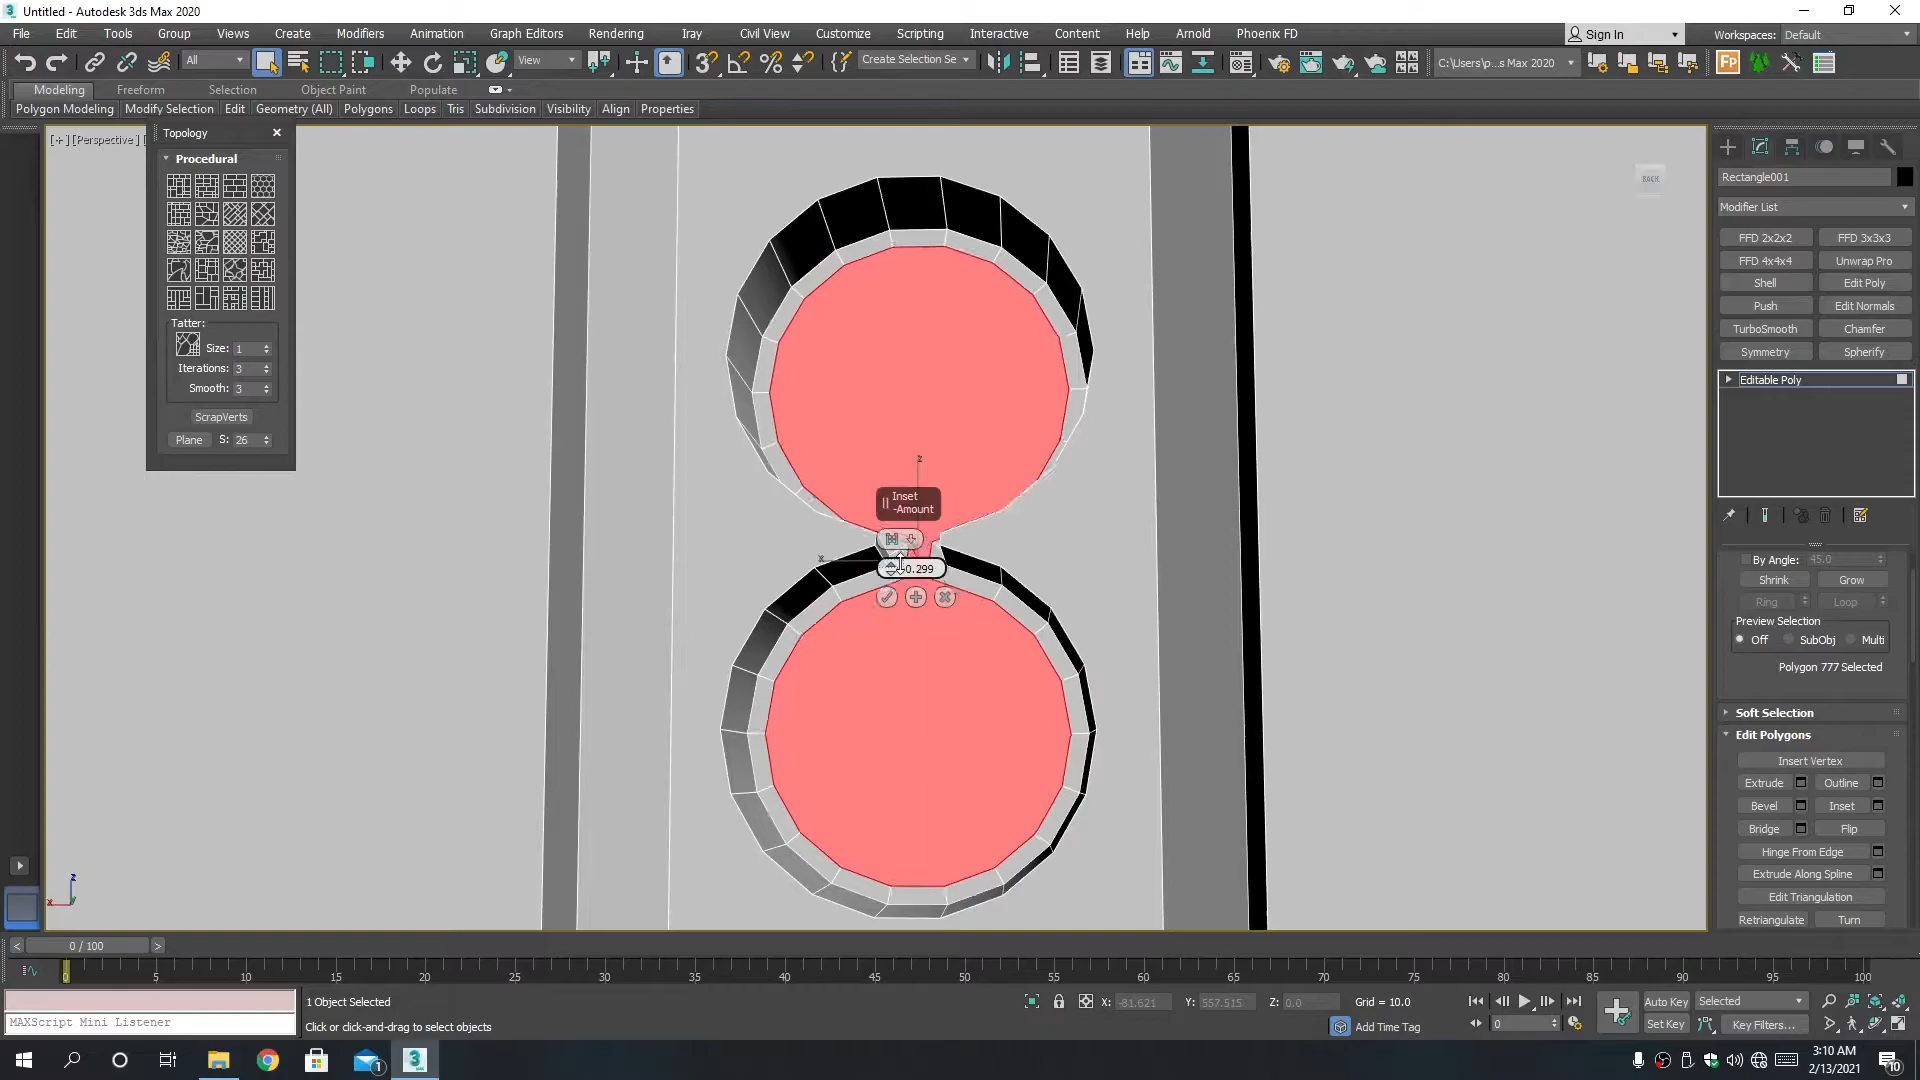 Untitled - Autodesk 3ds Max 2020
File Edit Tools Group Views Create Modifiers Animation Graph Editors Rendering Iray Civil View Customize Scripting Interactive Content Help Arnold Phoenix FD
Sign In
Workspaces: Default
All
View
Create Selection Se
C:\Users\p...s Max 2020
Modeling Freeform Selection Object Paint Populate
Polygon Modeling Modify Selection Edit Geometry (All) Polygons Loops Tris Subdivision Visibility Align Properties
[+] [Perspective] [
Topology
Procedural
Tatter:
Size: 1
Iterations: 3
Smooth: 3
ScrapVerts
Plane S: 26
BACK
z
Inset
-Amount
x
0.299
z
x
y
Rectangle001
Modifier List
FFD 2x2x2 FFD 3x3x3
FFD 4x4x4 Unwrap Pro
Shell Edit Poly
Push Edit Normals
TurboSmooth Chamfer
Symmetry Spherify
Editable Poly
By Angle: 45.0
Shrink Grow
Ring Loop
Preview Selection
Off SubObj Multi
Polygon 777 Selected
Soft Selection
Edit Polygons
Insert Vertex
Extrude Outline
Bevel Inset
Bridge Flip
Hinge From Edge
Extrude Along Spline
Edit Triangulation
Retriangulate Turn
< 0 / 100 >
0 5 10 15 20 25 30 35 40 45 50 55 60 65 70 75 80 85 90 95 100
MAXScript Mini Listener
1 Object Selected
Click or click-and-drag to select objects
X: -81.621 Y: 557.515 Z: 0.0 Grid = 10.0
Add Time Tag
0
Auto Key Selected
Set Key Key Filters...
1
3
3:10 AM
2/13/2021
10